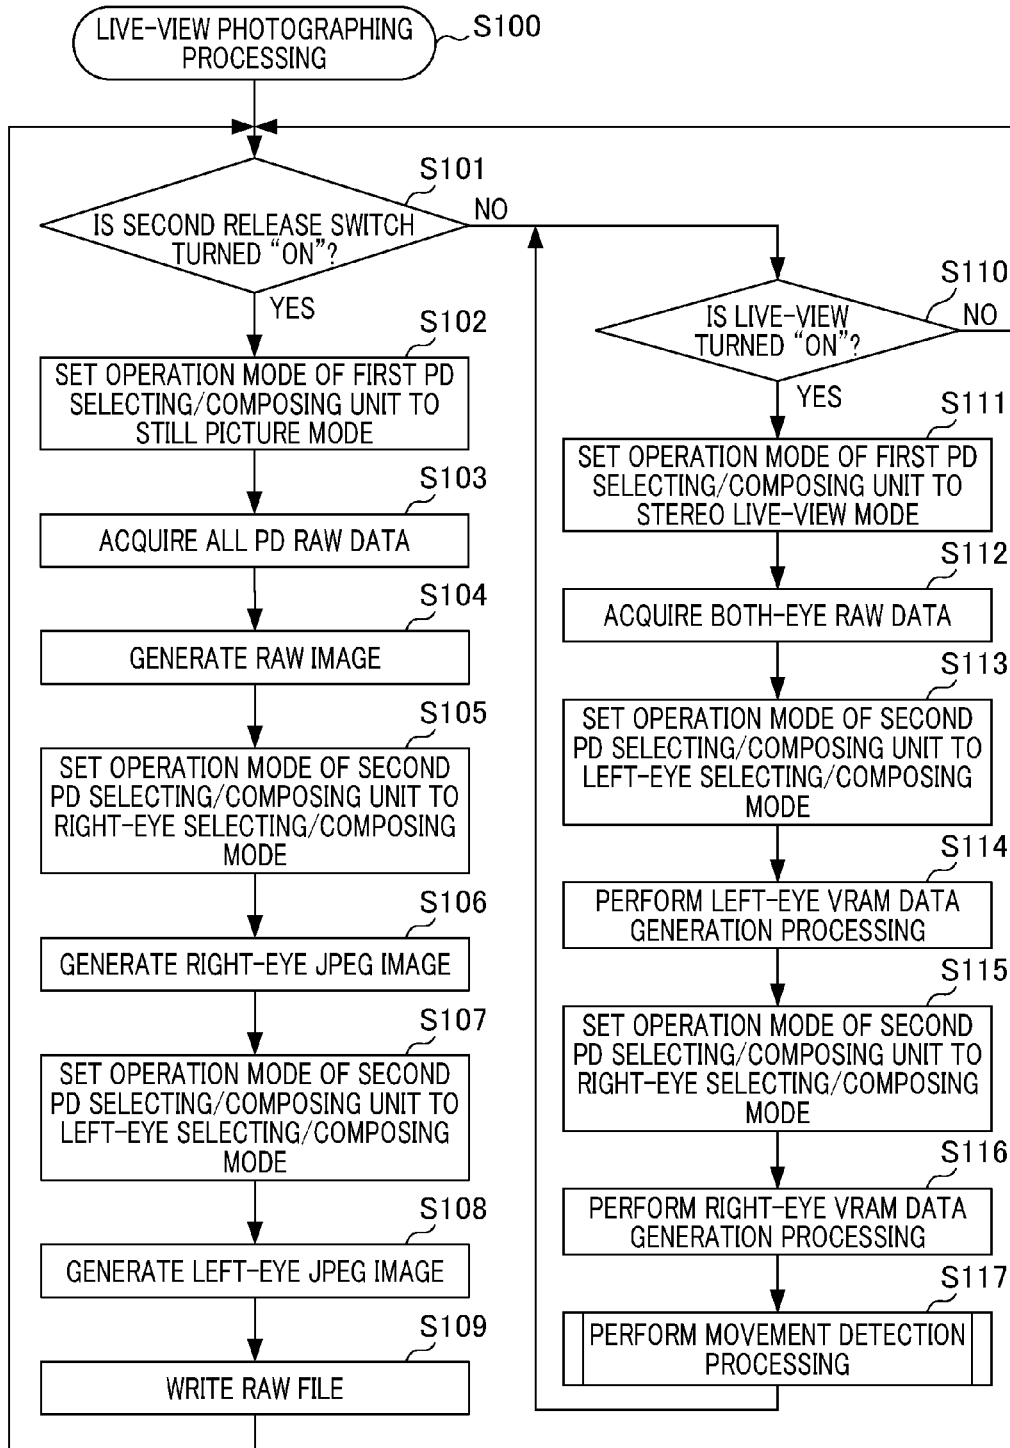 LIVE-VIEW PHOTOGRAPHING
PROCESSING
S100
S101
IS SECOND RELEASE SWITCH
TURNED “ON”?
NO
YES
S102
SET OPERATION MODE OF FIRST PD
SELECTING/COMPOSING UNIT TO
STILL PICTURE MODE
S103
ACQUIRE ALL PD RAW DATA
S104
GENERATE RAW IMAGE
S105
SET OPERATION MODE OF SECOND
PD SELECTING/COMPOSING UNIT TO
RIGHT-EYE SELECTING/COMPOSING
MODE
S106
GENERATE RIGHT-EYE JPEG IMAGE
S107
SET OPERATION MODE OF SECOND
PD SELECTING/COMPOSING UNIT TO
LEFT-EYE SELECTING/COMPOSING
MODE
S108
GENERATE LEFT-EYE JPEG IMAGE
S109
WRITE RAW FILE
S110
IS LIVE-VIEW
TURNED “ON”?
NO
YES
S111
SET OPERATION MODE OF FIRST PD
SELECTING/COMPOSING UNIT TO
STEREO LIVE-VIEW MODE
S112
ACQUIRE BOTH-EYE RAW DATA
S113
SET OPERATION MODE OF SECOND
PD SELECTING/COMPOSING UNIT TO
LEFT-EYE SELECTING/COMPOSING
MODE
S114
PERFORM LEFT-EYE VRAM DATA
GENERATION PROCESSING
S115
SET OPERATION MODE OF SECOND
PD SELECTING/COMPOSING UNIT TO
RIGHT-EYE SELECTING/COMPOSING
MODE
S116
PERFORM RIGHT-EYE VRAM DATA
GENERATION PROCESSING
S117
PERFORM MOVEMENT DETECTION
PROCESSING